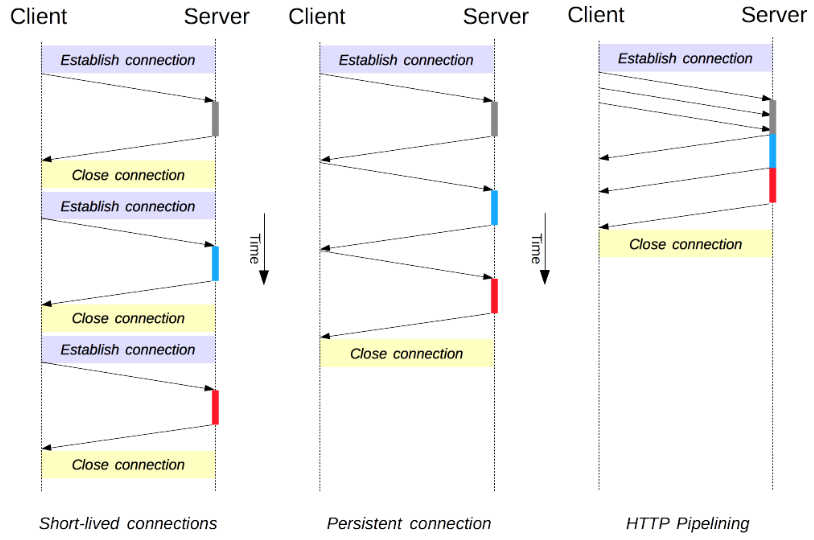 Client Server
Establish connection
Close connection
Establish connection
Close connection
Establish connection
Close connection
Short-lived connections
Time
Client Server
Establish connection
Close connection
Persistent connection
Time
Client Server
Establish connection
Close connection
HTTP Pipelining